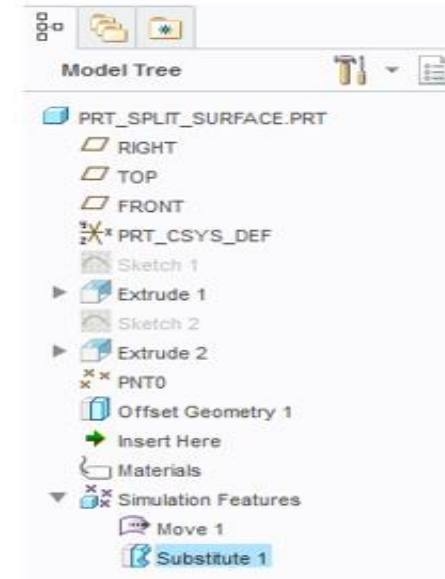 Model Tree
PRT_SPLIT_SURFACE.PRT
RIGHT
TOP
FRONT
PRT_CSYS_DEF
Sketch 1
Extrude 1
Sketch 2
Extrude 2
PNT0
Offset Geometry 1
Insert Here
Materials
Simulation Features
Move 1
Substitute 1